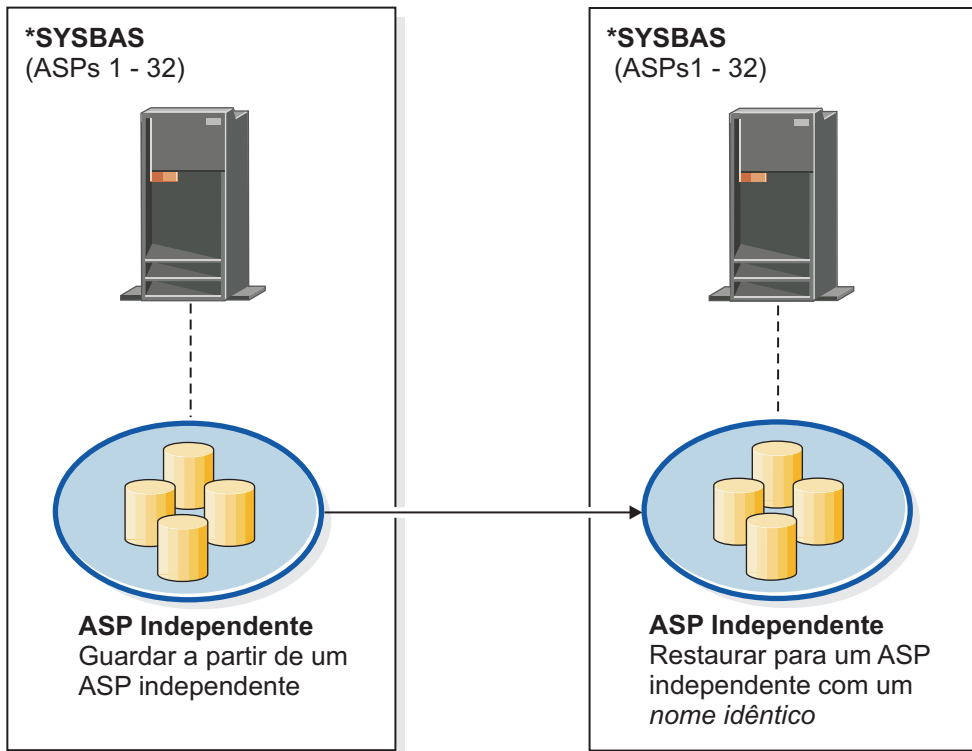 *SYSBAS
(ASPs 1 - 32)
ASP Independente
Guardar a partir de um
ASP independente
*SYSBAS
(ASPs1 - 32)
ASP Independente
Restaurar para um ASP
independente com um
nome idêntico